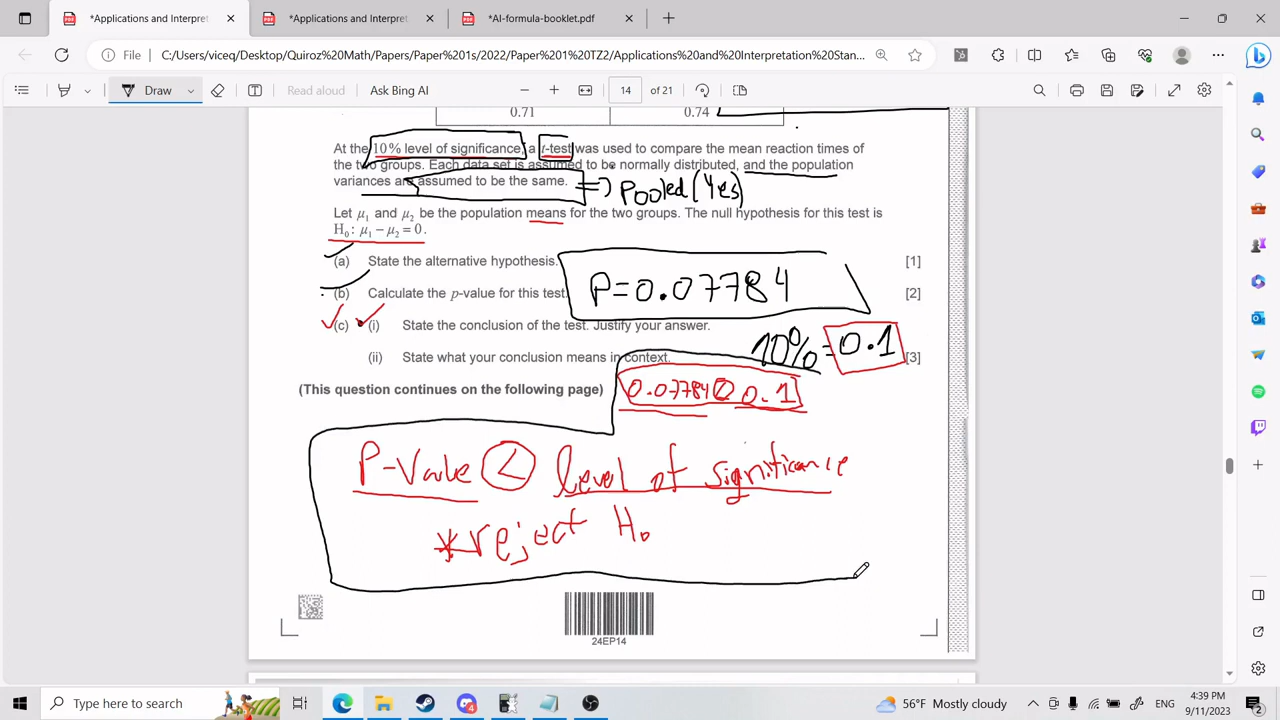 *Applications and Interpret
*Applications and Interpret
*AI-formula-booklet.pdf
File
C:/Users/viceq/Desktop/Quiroz%20Math/Papers/Paper%201s/2022/Paper%201%20TZ2/Applications%20and%20Interpretation%20Stan...
Draw
Read aloud
Ask Bing AI
14
of 21
0.71
0.74
At the 10% level of significance, a t-test was used to compare the mean reaction times of
the two groups. Each data set is assumed to be normally distributed, and the population
variances are assumed to be the same.
=> Pooled (Yes)
Let μ₁ and μ₂ be the population means for the two groups. The null hypothesis for this test is
H₀: μ₁ − μ₂ = 0.
(a) State the alternative hypothesis.
[1]
P=0.07784
(b) Calculate the p-value for this test.
[2]
(c) (i) State the conclusion of the test. Justify your answer.
10% = 0.1
(ii) State what your conclusion means in context.
[3]
(This question continues on the following page)
0.07784 < 0.1
P-Value < level of significance
*reject H₀
24EP14
Type here to search
56°F Mostly cloudy
ENG
4:39 PM
9/11/2023
2